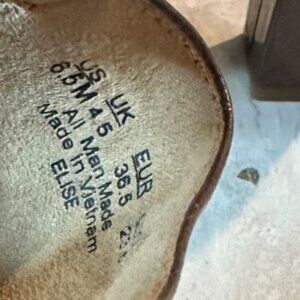 US UK EUR
6.5M 4.5 36.5
All Man Made
Made in Vietnam
ELISE